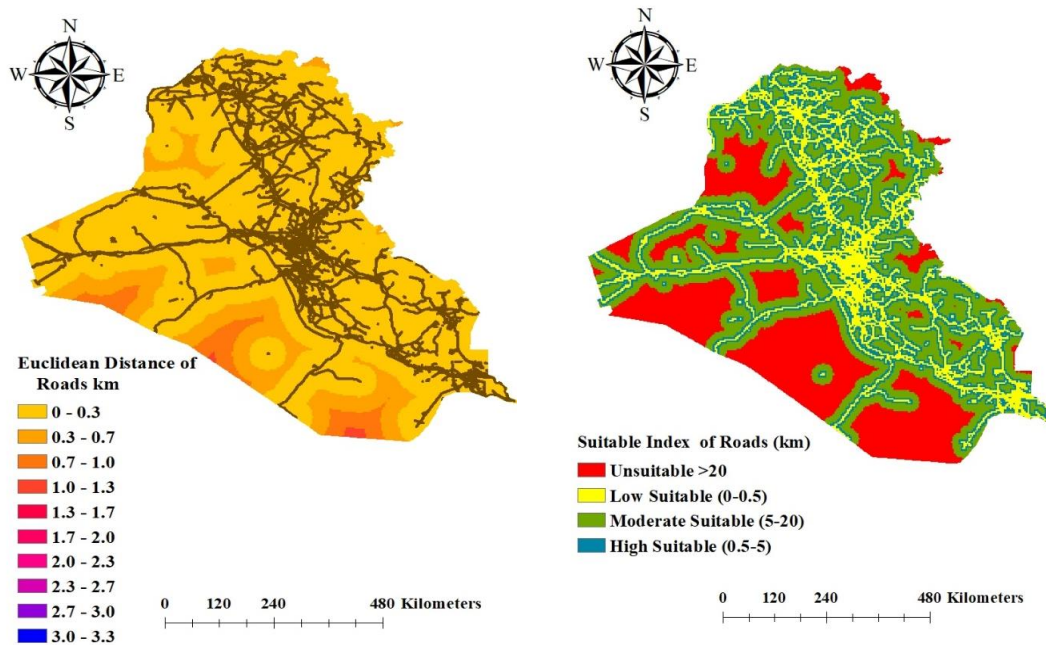 N
W E
S
Euclidean Distance of
Roads km
0 - 0.3
0.3 - 0.7
0.7 - 1.0
1.0 - 1.3
1.3 - 1.7
1.7 - 2.0
2.0 - 2.3
2.3 - 2.7
2.7 - 3.0
3.0 - 3.3
0 120 240 480 Kilometers
N
W E
S
Suitable Index of Roads (km)
Unsuitable >20
Low Suitable (0-0.5)
Moderate Suitable (5-20)
High Suitable (0.5-5)
0 120 240 480 Kilometers